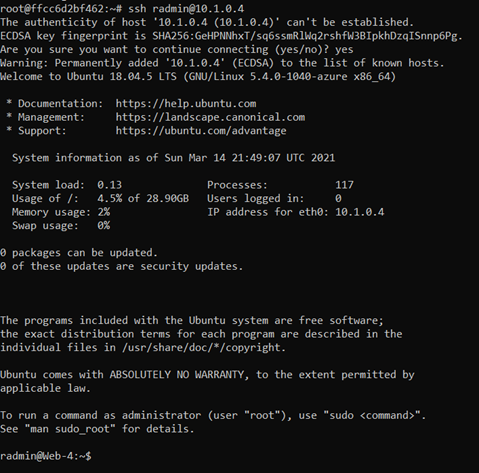 root@ffcc6d2bf462:~# ssh radmin@10.1.0.4
The authenticity of host '10.1.0.4 (10.1.0.4)' can't be established.
ECDSA key fingerprint is SHA256:GeHPNNhxT/sq6ssmRlWq2rshfW3BIpkhDzqISnnp6Pg.
Are you sure you want to continue connecting (yes/no)? yes
Warning: Permanently added '10.1.0.4' (ECDSA) to the list of known hosts.
Welcome to Ubuntu 18.04.5 LTS (GNU/Linux 5.4.0-1040-azure x86_64)
* Documentation:  https://help.ubuntu.com
* Management:     https://landscape.canonical.com
* Support:        https://ubuntu.com/advantage
System information as of Sun Mar 14 21:49:07 UTC 2021
System load:  0.13              Processes:           117
Usage of /:   4.5% of 28.90GB   Users logged in:     0
Memory usage: 2%                IP address for eth0: 10.1.0.4
Swap usage:   0%
0 packages can be updated.
0 of these updates are security updates.
The programs included with the Ubuntu system are free software;
the exact distribution terms for each program are described in the
individual files in /usr/share/doc/*/copyright.
Ubuntu comes with ABSOLUTELY NO WARRANTY, to the extent permitted by
applicable law.
To run a command as administrator (user "root"), use "sudo <command>".
See "man sudo_root" for details.
radmin@Web-4:~$